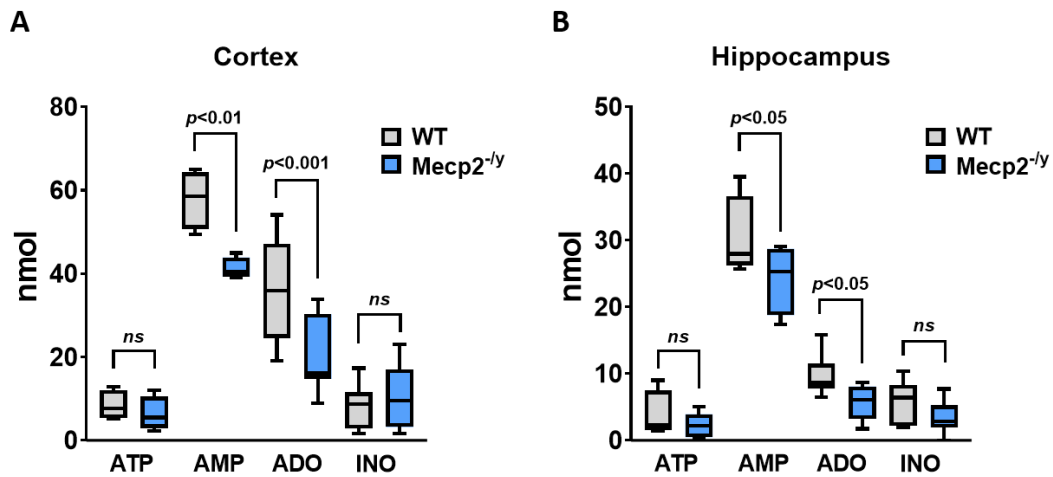 A
Cortex
nmol
80
60
40
20
0
p<0.01
p<0.001
ns
ns
WT
Mecp2-/y
ATP AMP ADO INO
B
Hippocampus
nmol
50
40
30
20
10
0
p<0.05
p<0.05
ns
ns
WT
Mecp2-/y
ATP AMP ADO INO